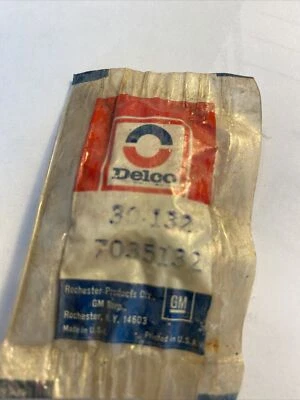 Delco
30-132
7035132
Rochester Products Div.,
GM Corp.,
Rochester, N.Y. 14603
GM
Made in U.S.A.
Printed in U.S.A.